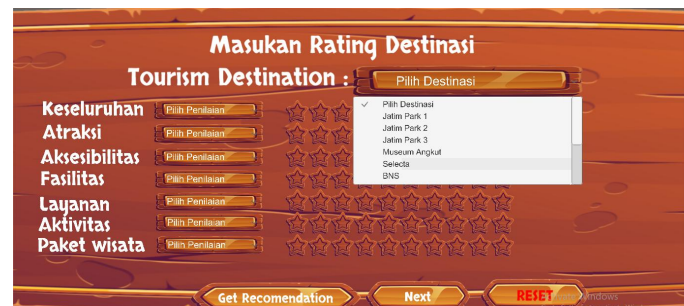 Masukan Rating Destinasi
Tourism Destination : Pilih Destinasi
Pilih Destinasi
Jatim Park 1
Jatim Park 2
Jatim Park 3
Museum Angkut
Selecta
BNS
Keseluruhan Pilih Penilaian
Atraksi Pilih Penilaian
Aksesibilitas Pilih Penilaian
Fasilitas Pilih Penilaian
Layanan Pilih Penilaian
Aktivitas Pilih Penilaian
Paket wisata Pilih Penilaian
Get Recomendation Next RESET